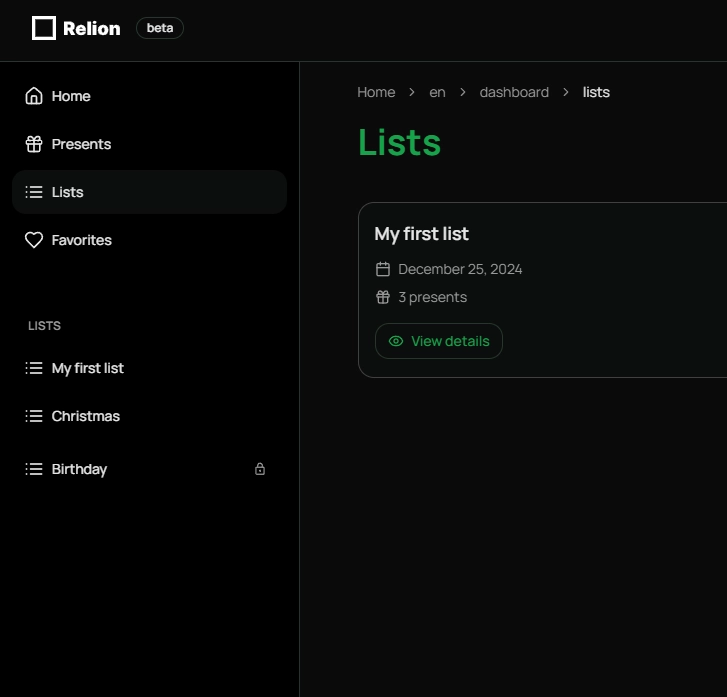 Relion beta
Home
Presents
Lists
Favorites
LISTS
My first list
Christmas
Birthday
Home > en > dashboard > lists
Lists
My first list
December 25, 2024
3 presents
View details